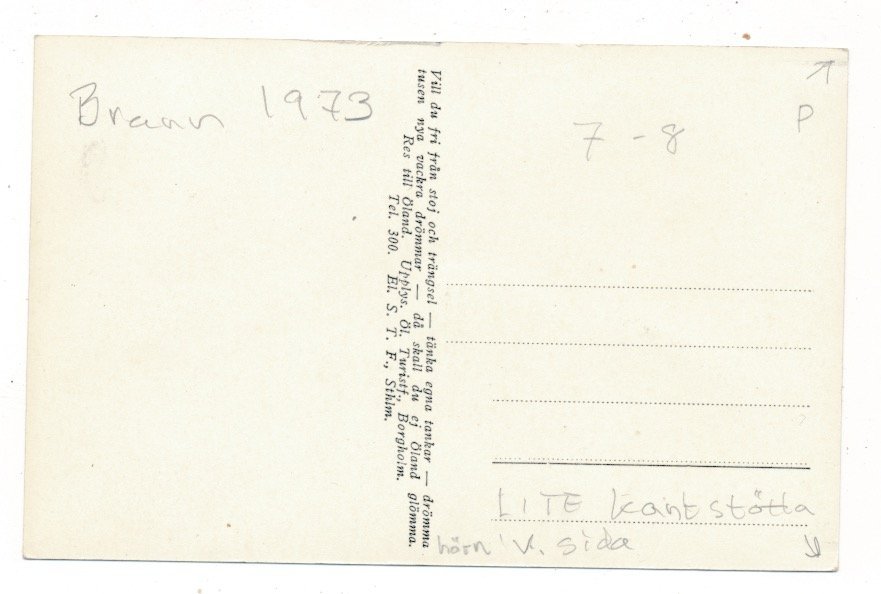 Brann 1973
Vill du fri från stoj och trängsel — tänka egna tankar — drömma
tusen nya vackra drömmar — då skall du ej Öland glömma.
Res till Öland. Upplys. Öl. Turistf., Borgholm.
Tel. 300. El. S. T. F., Sthlm.
P
7 - 8
LITE kantstötta
hörn v. sida